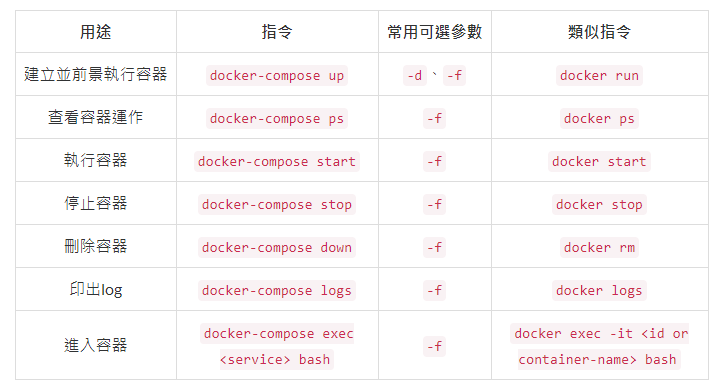 用途 指令 常用可選參數 類似指令
建立並前景執行容器 docker-compose up -d、-f docker run
查看容器運作 docker-compose ps -f docker ps
執行容器 docker-compose start -f docker start
停止容器 docker-compose stop -f docker stop
刪除容器 docker-compose down -f docker rm
印出log docker-compose logs -f docker logs
進入容器 docker-compose exec <service> bash -f docker exec -it <id or container-name> bash